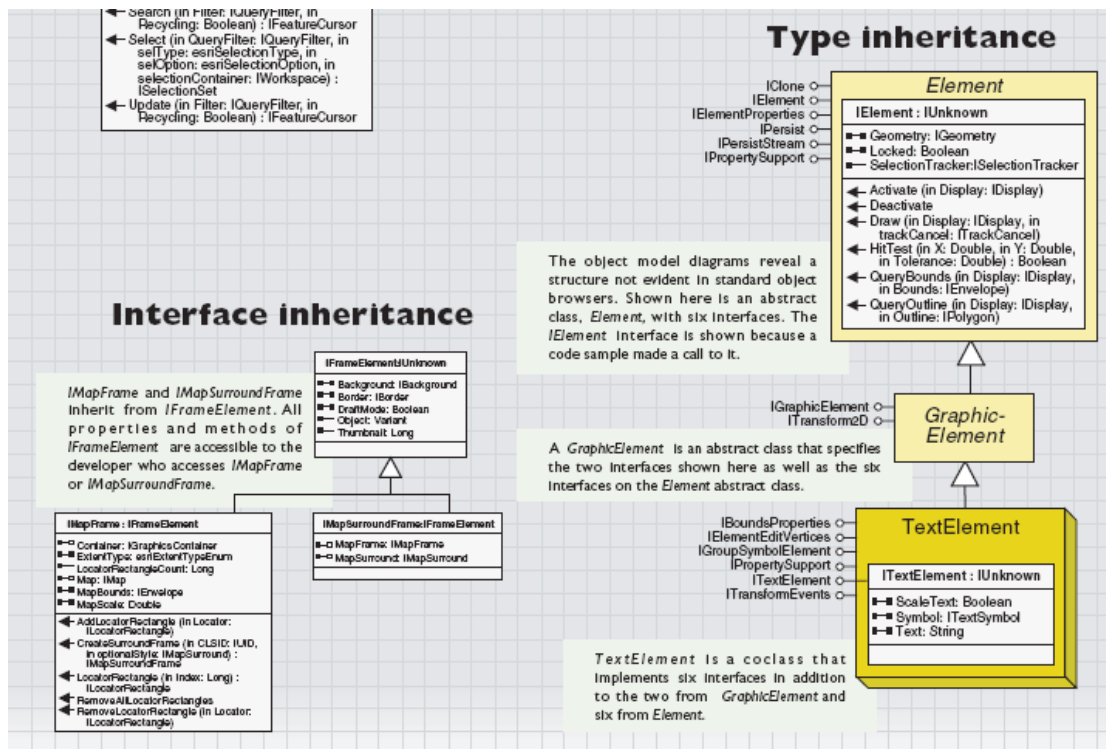 Search (in Filter: IQueryFilter, in
Recycling: Boolean) : IFeatureCursor
Select (in QueryFilter: IQueryFilter, in
selType: esriSelectionType, in
selOption: esriSelectionOption, in
selectionContainer: IWorkspace) :
ISelectionSet
Update (in Filter: IQueryFilter, in
Recycling: Boolean) : IFeatureCursor
Type inheritance
IClone
IElement
IElementProperties
IPersist
IPersistStream
IPropertySupport
Element
IElement : IUnknown
Geometry: IGeometry
Locked: Boolean
SelectionTracker:ISelectionTracker
Activate (in Display: IDisplay)
Deactivate
Draw (in Display: IDisplay, in
trackCancel: ITrackCancel)
HitTest (in X: Double, in Y: Double,
in Tolerance: Double) : Boolean
QueryBounds (in Display: IDisplay,
in Bounds: IEnvelope)
QueryOutline (in Display: IDisplay,
in Outline: IPolygon)
The object model diagrams reveal a
structure not evident in standard object
browsers. Shown here is an abstract
class, Element, with six interfaces. The
IElement interface is shown because a
code sample made a call to it.
Interface inheritance
IMapFrame and IMapSurroundFrame
inherit from IFrameElement. All
properties and methods of
IFrameElement are accessible to the
developer who accesses IMapFrame
or IMapSurroundFrame.
IFrameElement:IUnknown
Background: IBackground
Border: IBorder
DraftMode: Boolean
Object: Variant
Thumbnail: Long
IGraphicElement
ITransform2D
Graphic-
Element
A GraphicElement is an abstract class that specifies
the two interfaces shown here as well as the six
interfaces on the Element abstract class.
IMapFrame : IFrameElement
Container: IGraphicsContainer
ExtentType: esriExtentTypeEnum
LocatorRectangleCount: Long
Map: IMap
MapBounds: IEnvelope
MapScale: Double
AddLocatorRectangle (in Locator:
ILocatorRectangle)
CreateSurroundFrame (in CLSID: IUID,
in optionalStyle: IMapSurround) :
IMapSurroundFrame
LocatorRectangle (in Index: Long) :
ILocatorRectangle
RemoveAllLocatorRectangles
RemoveLocatorRectangle (in Locator:
ILocatorRectangle)
IMapSurroundFrame:IFrameElement
MapFrame: IMapFrame
MapSurround: IMapSurround
IBoundsProperties
IElementEditVertices
IGroupSymbolElement
IPropertySupport
ITextElement
ITransformEvents
TextElement
ITextElement : IUnknown
ScaleText: Boolean
Symbol: ITextSymbol
Text: String
TextElement is a coclass that
implements six interfaces in addition
to the two from GraphicElement and
six from Element.